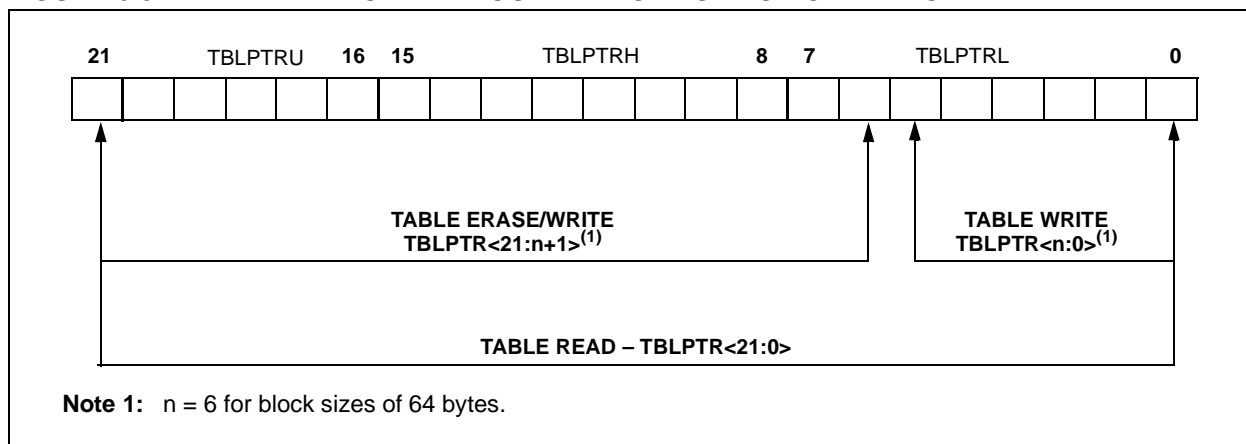 21 TBLPTRU 16 15 TBLPTRH 8 7 TBLPTRL 0
TABLE ERASE/WRITE
TBLPTR<21:n+1>(1)
TABLE WRITE
TBLPTR<n:0>(1)
TABLE READ – TBLPTR<21:0>
Note 1: n = 6 for block sizes of 64 bytes.